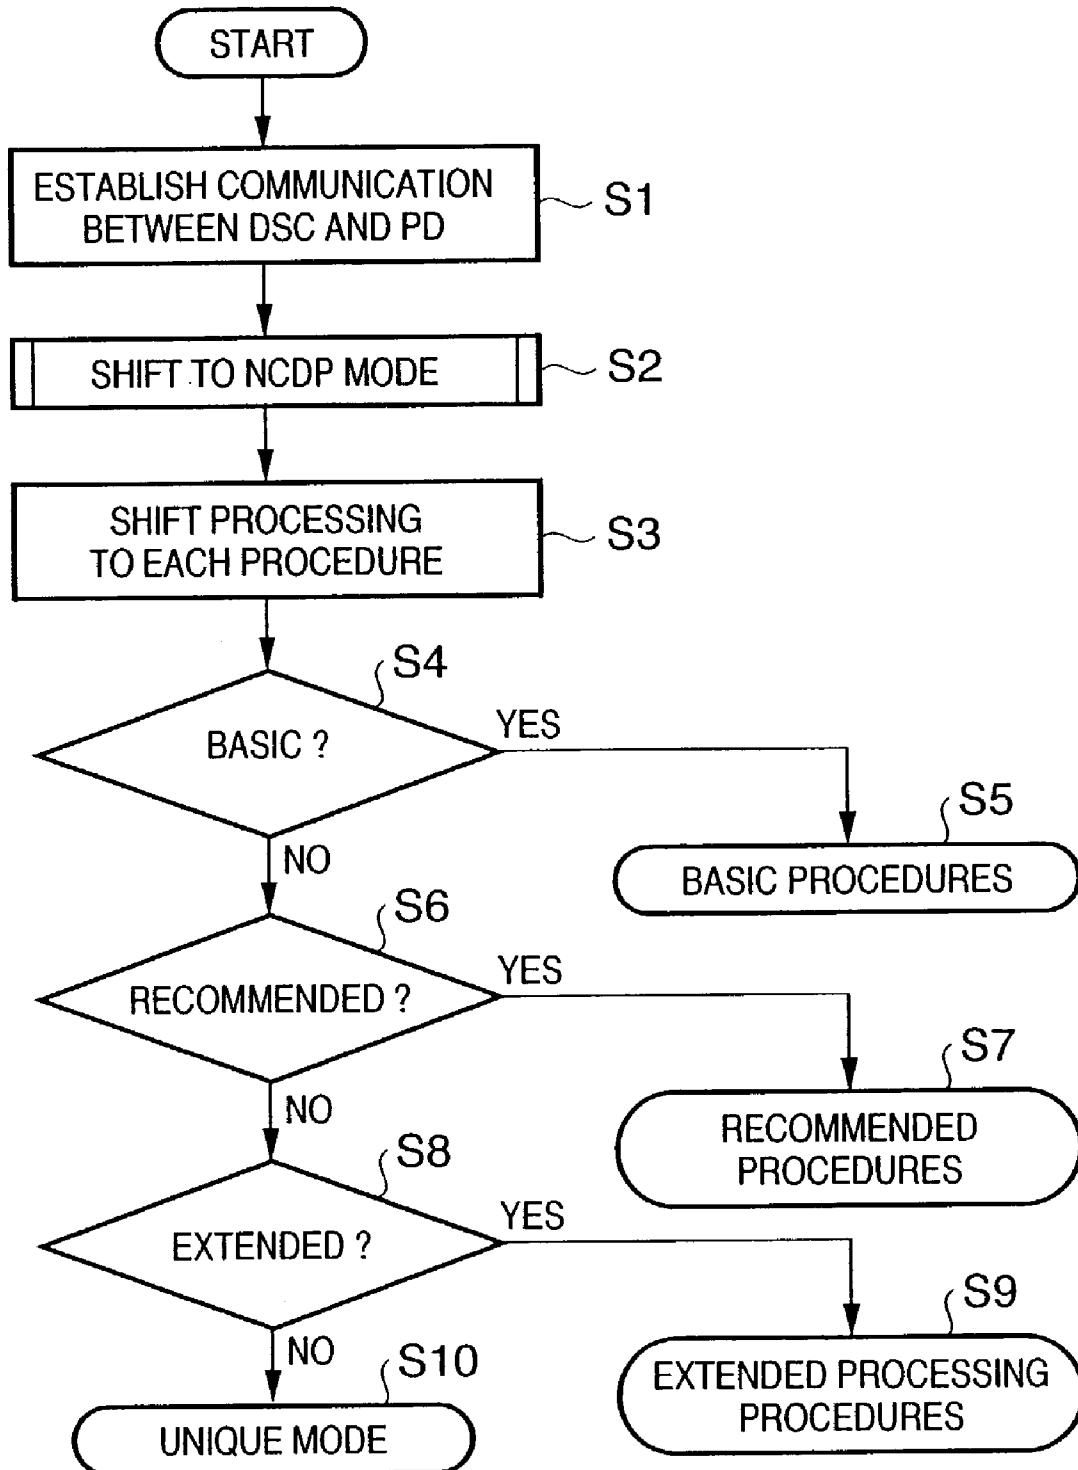 START
ESTABLISH COMMUNICATION
BETWEEN DSC AND PD
S1
SHIFT TO NCDP MODE
S2
SHIFT PROCESSING
TO EACH PROCEDURE
S3
S4
BASIC ?
YES
NO
S5
BASIC PROCEDURES
S6
RECOMMENDED ?
YES
NO
S7
RECOMMENDED
PROCEDURES
S8
EXTENDED ?
YES
NO
S9
EXTENDED PROCESSING
PROCEDURES
S10
UNIQUE MODE